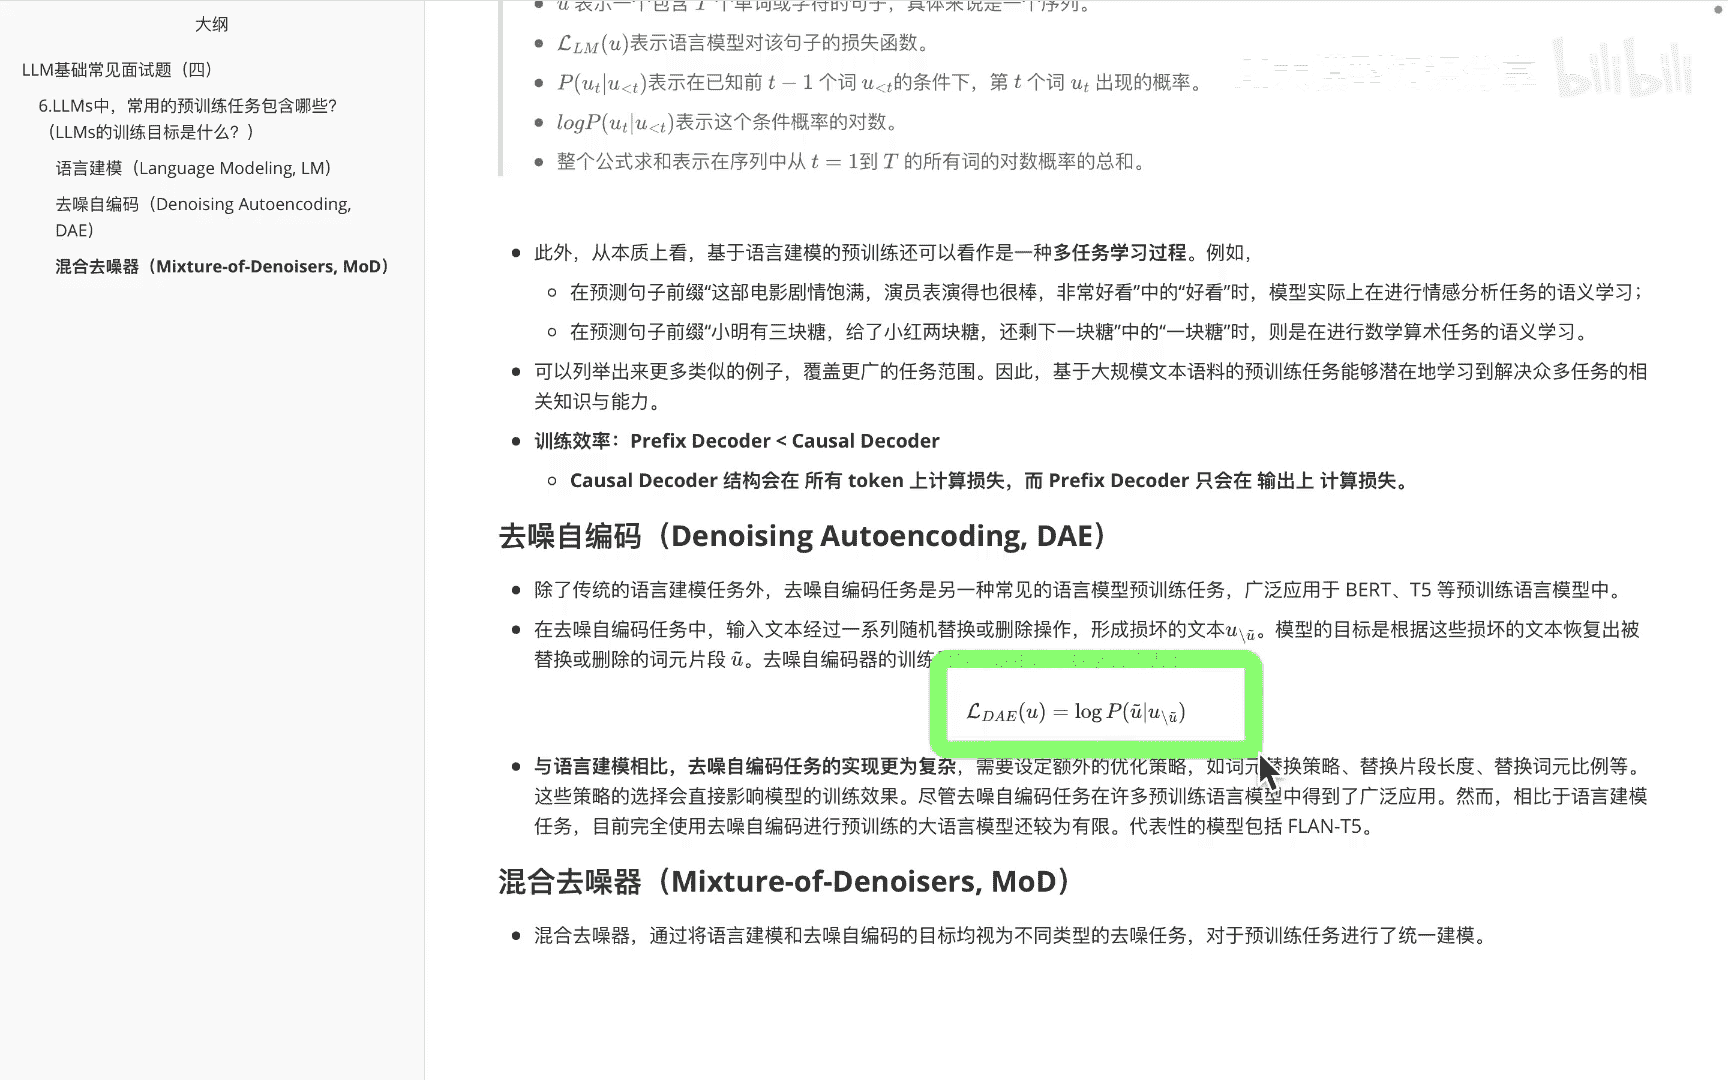 大纲
LLM基础常见面试题（四）
6.LLMs中，常用的预训练任务包含哪些？
（LLMs的训练目标是什么？）
语言建模（Language Modeling, LM）
去噪自编码（Denoising Autoencoding,
DAE）
混合去噪器（Mixture-of-Denoisers, MoD）
u 表示一个包含 T 个单词或字符的句子，具体来说是一个序列。
ℒ_{LM}(u)表示语言模型对该句子的损失函数。
P(u_t|u_{<t})表示在已知前 t − 1 个词 u_{<t}的条件下，第 t 个词 u_t 出现的概率。
logP(u_t|u_{<t})表示这个条件概率的对数。
整个公式求和表示在序列中从 t = 1到 T 的所有词的对数概率的总和。
bilibili
此外，从本质上看，基于语言建模的预训练还可以看作是一种多任务学习过程。例如，
在预测句子前缀“这部电影剧情饱满，演员表演得也很棒，非常好看”中的“好看”时，模型实际上在进行情感分析任务的语义学习；
在预测句子前缀“小明有三块糖，给了小红两块糖，还剩下一块糖”中的“一块糖”时，则是在进行数学算术任务的语义学习。
可以列举出来更多类似的例子，覆盖更广的任务范围。因此，基于大规模文本语料的预训练任务能够潜在地学习到解决众多任务的相
关知识与能力。
训练效率：Prefix Decoder < Causal Decoder
Causal Decoder 结构会在 所有 token 上计算损失，而 Prefix Decoder 只会在 输出上 计算损失。
去噪自编码（Denoising Autoencoding, DAE）
除了传统的语言建模任务外，去噪自编码任务是另一种常见的语言模型预训练任务，广泛应用于 BERT、T5 等预训练语言模型中。
在去噪自编码任务中，输入文本经过一系列随机替换或删除操作，形成损坏的文本u_{\ũ}。模型的目标是根据这些损坏的文本恢复出被
替换或删除的词元片段 ũ。去噪自编码器的训练
ℒ_{DAE}(u) = log P(ũ|u_{\ũ})
与语言建模相比，去噪自编码任务的实现更为复杂，需要设定额外的优化策略，如词元替换策略、替换片段长度、替换词元比例等。
这些策略的选择会直接影响模型的训练效果。尽管去噪自编码任务在许多预训练语言模型中得到了广泛应用。然而，相比于语言建模
任务，目前完全使用去噪自编码进行预训练的大语言模型还较为有限。代表性的模型包括 FLAN-T5。
混合去噪器（Mixture-of-Denoisers, MoD）
混合去噪器，通过将语言建模和去噪自编码的目标均视为不同类型的去噪任务，对于预训练任务进行了统一建模。